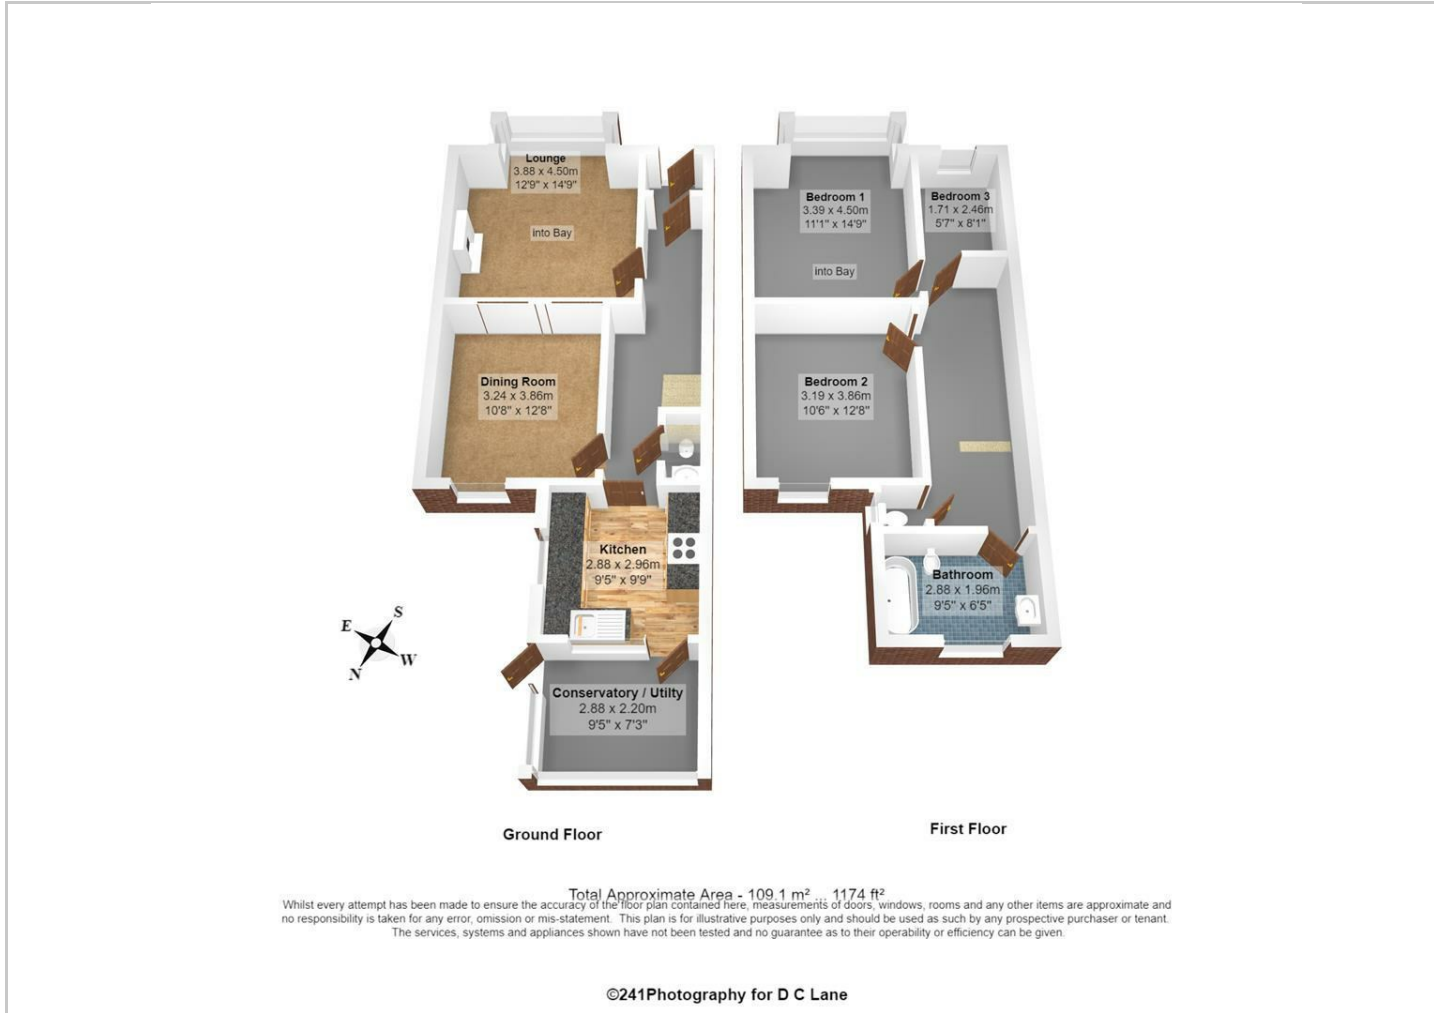 Lounge
3.88 x 4.50m
12'9" x 14'9"
into Bay
Dining Room
3.24 x 3.86m
10'8" x 12'8"
Kitchen
2.88 x 2.96m
9'5" x 9'9"
Conservatory / Utilty
2.88 x 2.20m
9'5" x 7'3"
Bedroom 1
3.39 x 4.50m
11'1" x 14'9"
into Bay
Bedroom 3
1.71 x 2.46m
5'7" x 8'1"
Bedroom 2
3.19 x 3.86m
10'6" x 12'8"
Bathroom
2.88 x 1.96m
9'5" x 6'5"
S
E
W
N
Ground Floor
First Floor
Total Approximate Area - 109.1 m² ... 1174 ft²
Whilst every attempt has been made to ensure the accuracy of the floor plan contained here, measurements of doors, windows, rooms and any other items are approximate and
no responsibility is taken for any error, omission or mis-statement. This plan is for illustrative purposes only and should be used as such by any prospective purchaser or tenant.
The services, systems and appliances shown have not been tested and no guarantee as to their operability or efficiency can be given.
©241Photography for D C Lane